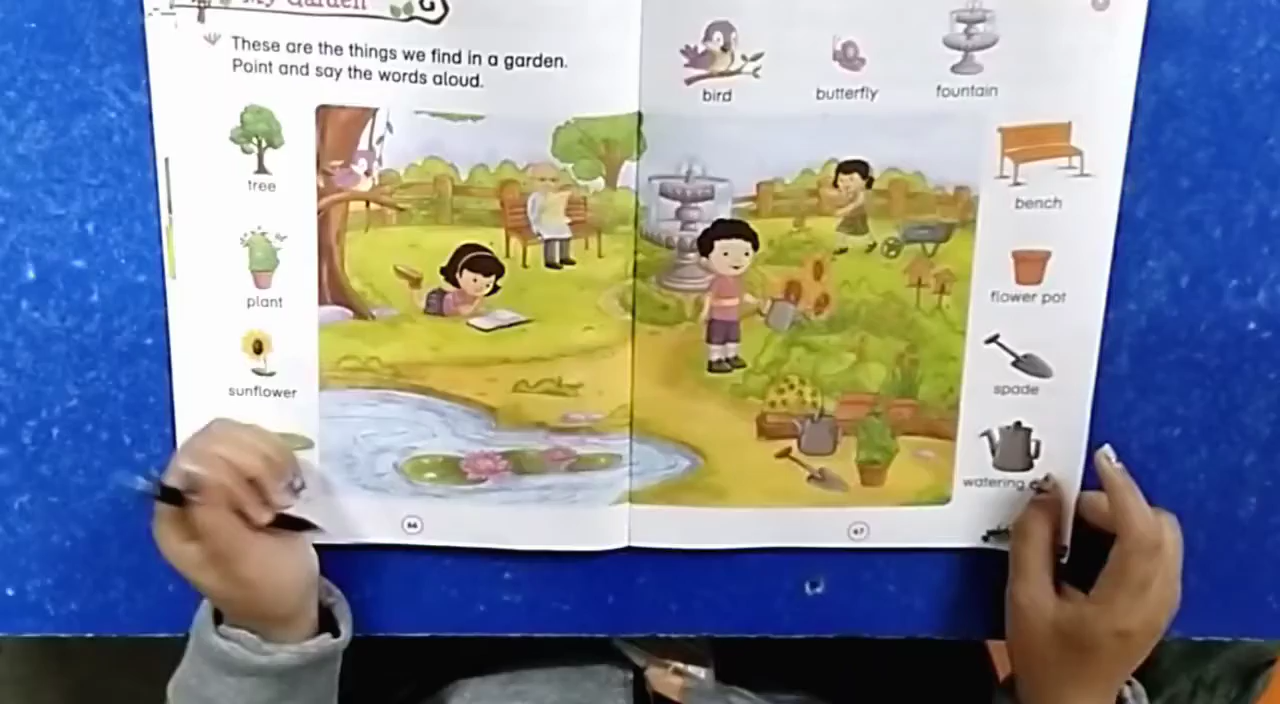 My Garden
These are the things we find in a garden.
Point and say the words aloud.
bird
butterfly
fountain
tree
bench
plant
flower pot
sunflower
spade
watering
66
67